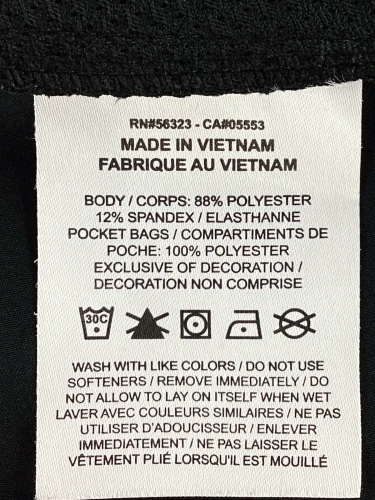 RN#56323 - CA#05553
MADE IN VIETNAM
FABRIQUE AU VIETNAM
BODY / CORPS: 88% POLYESTER
12% SPANDEX / ELASTHANNE
POCKET BAGS / COMPARTIMENTS DE
POCHE: 100% POLYESTER
EXCLUSIVE OF DECORATION /
DECORATION NON COMPRISE
30C
WASH WITH LIKE COLORS / DO NOT USE
SOFTENERS / REMOVE IMMEDIATELY / DO
NOT ALLOW TO LAY ON ITSELF WHEN WET
LAVER AVEC COULEURS SIMILAIRES / NE PAS
UTILISER D'ADOUCISSEUR / ENLEVER
IMMÉDIATEMENT / NE PAS LAISSER LE
VÊTEMENT PLIÉ LORSQU'IL EST MOUILLÉ